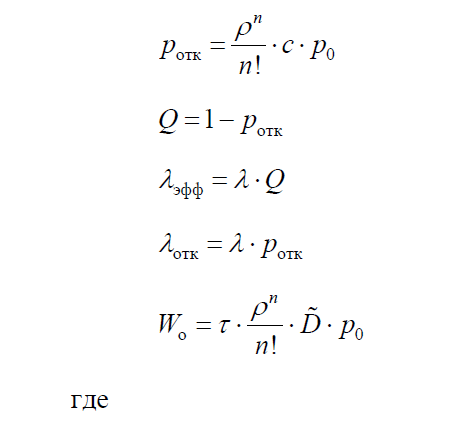 p_отк = ρ^n / n! · c · p_0
Q = 1 − p_отк
λ_эфф = λ · Q
λ_отк = λ · p_отк
W_о = τ · ρ^n / n! · D̃ · p_0
где